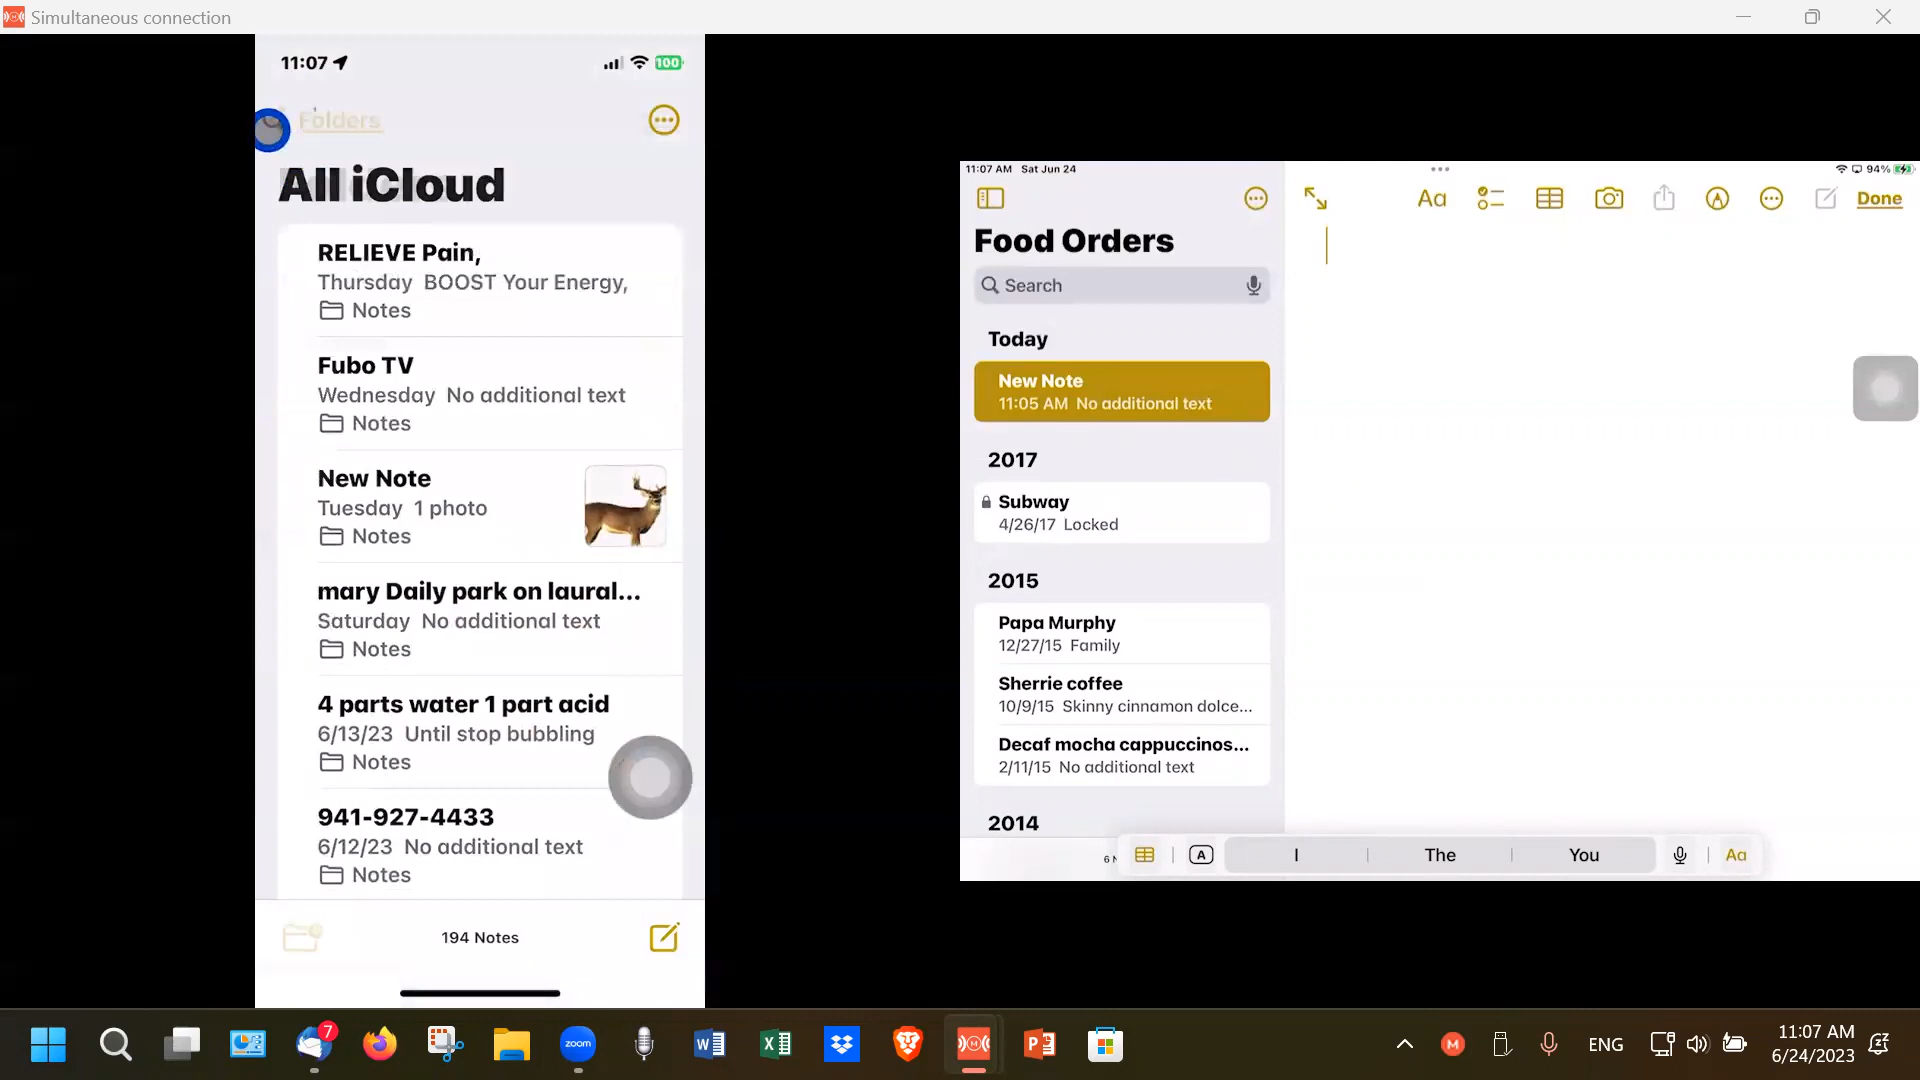 Simultaneous connection
11:07
100
Folders
All iCloud
RELIEVE Pain,
Thursday BOOST Your Energy,
Notes
Fubo TV
Wednesday No additional text
Notes
New Note
Tuesday 1 photo
Notes
mary Daily park on laural...
Saturday No additional text
Notes
4 parts water 1 part acid
6/13/23 Until stop bubbling
Notes
941-927-4433
6/12/23 No additional text
Notes
194 Notes
11:07 AM Sat Jun 24
94%
Aa
Done
Food Orders
Search
Today
New Note
11:05 AM No additional text
2017
Subway
4/26/17 Locked
2015
Papa Murphy
12/27/15 Family
Sherrie coffee
10/9/15 Skinny cinnamon dolce...
Decaf mocha cappuccinos...
2/11/15 No additional text
2014
6 N
A
I
The
You
Aa
7
zoom
ENG
11:07 AM
6/24/2023